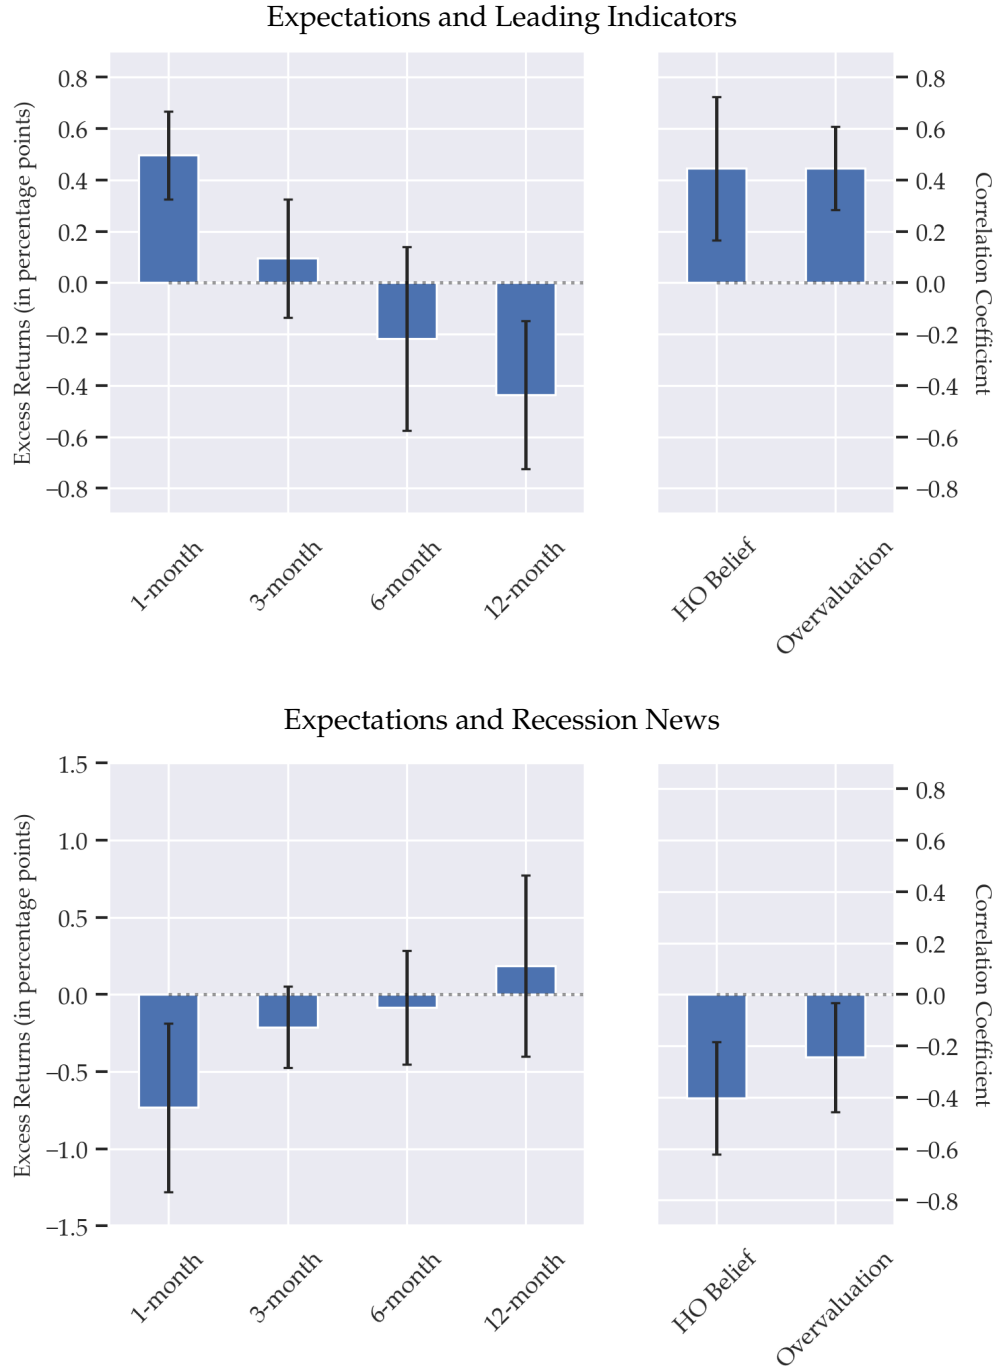 Expectations and Leading Indicators
Excess Returns (in percentage points)
0.8
0.6
0.4
0.2
0.0
−0.2
−0.4
−0.6
−0.8
1-month
3-month
6-month
12-month
0.8
0.6
0.4
0.2
0.0
−0.2
−0.4
−0.6
−0.8
Correlation Coefficient
HO Belief
Overvaluation
Expectations and Recession News
Excess Returns (in percentage points)
1.5
1.0
0.5
0.0
−0.5
−1.0
−1.5
1-month
3-month
6-month
12-month
0.8
0.6
0.4
0.2
0.0
−0.2
−0.4
−0.6
−0.8
Correlation Coefficient
HO Belief
Overvaluation